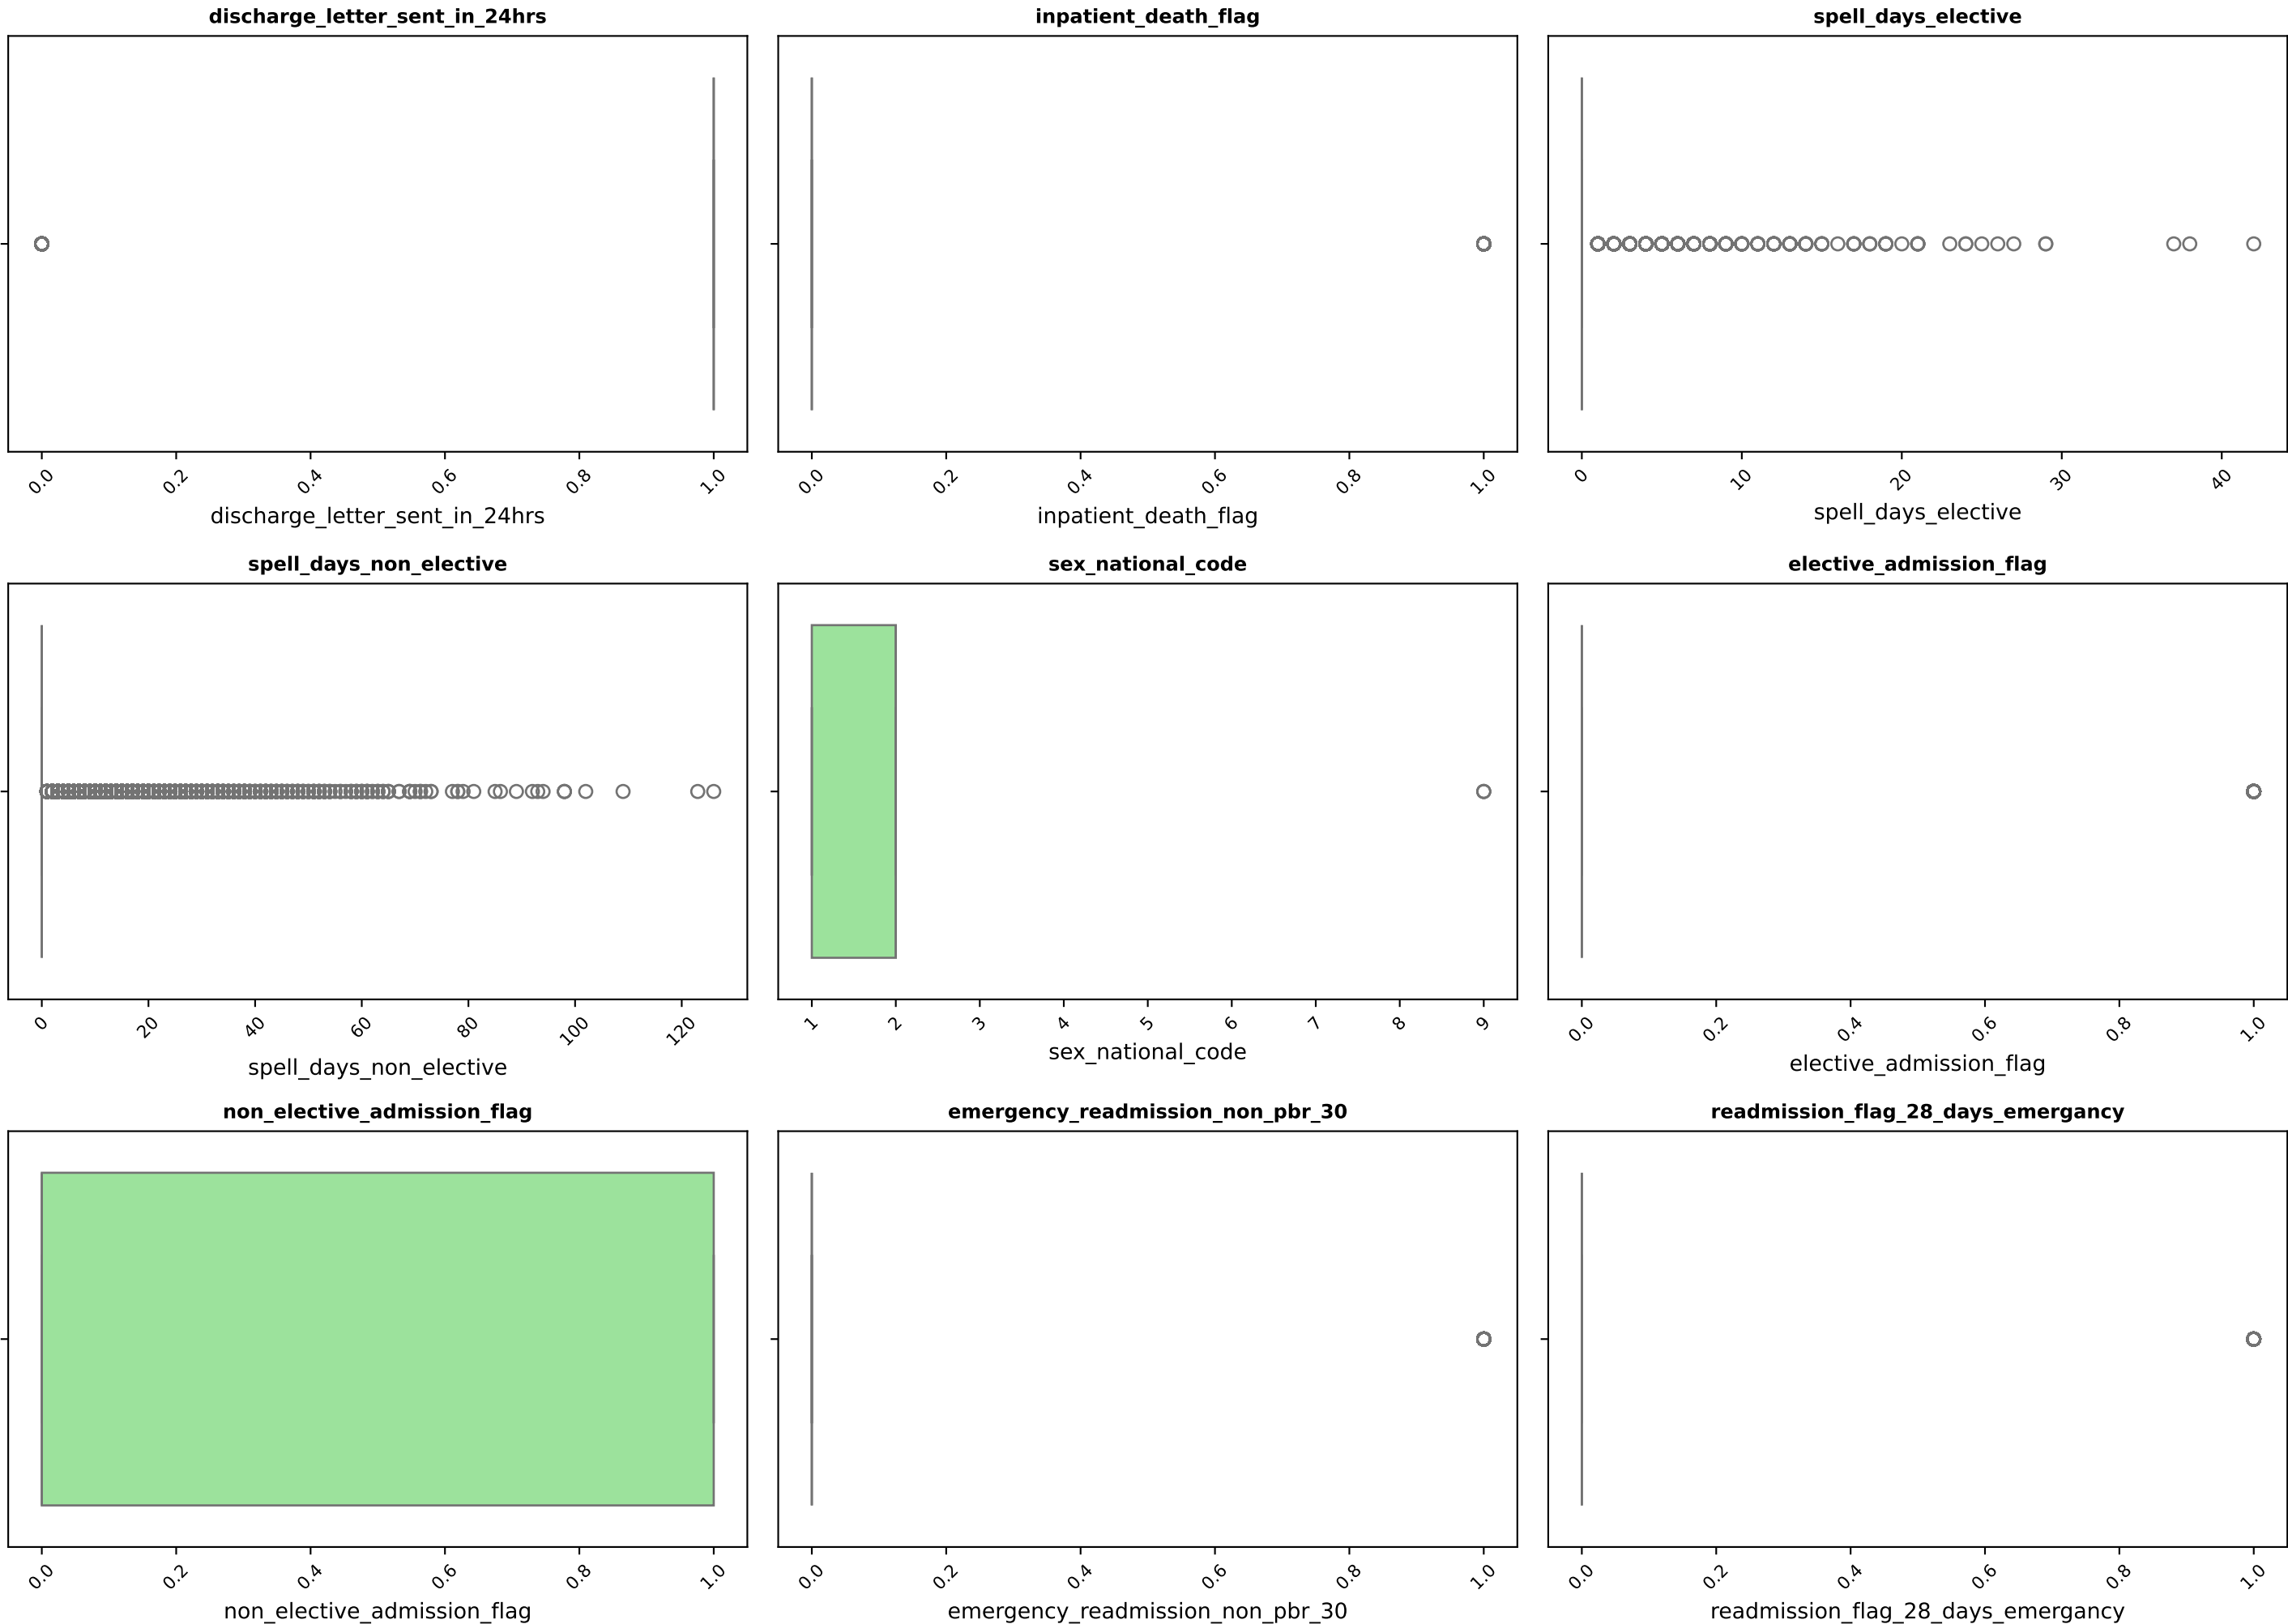 discharge_letter_sent_in_24hrs
inpatient_death_flag
spell_days_elective
0.0 0.2 0.4 0.6 0.8 1.0
discharge_letter_sent_in_24hrs
0.0 0.2 0.4 0.6 0.8 1.0
inpatient_death_flag
0 10 20 30 40
spell_days_elective
spell_days_non_elective
sex_national_code
elective_admission_flag
0 20 40 60 80 100 120
spell_days_non_elective
1 2 3 4 5 6 7 8 9
sex_national_code
0.0 0.2 0.4 0.6 0.8 1.0
elective_admission_flag
non_elective_admission_flag
emergency_readmission_non_pbr_30
readmission_flag_28_days_emergancy
0.0 0.2 0.4 0.6 0.8 1.0
non_elective_admission_flag
0.0 0.2 0.4 0.6 0.8 1.0
emergency_readmission_non_pbr_30
0.0 0.2 0.4 0.6 0.8 1.0
readmission_flag_28_days_emergancy